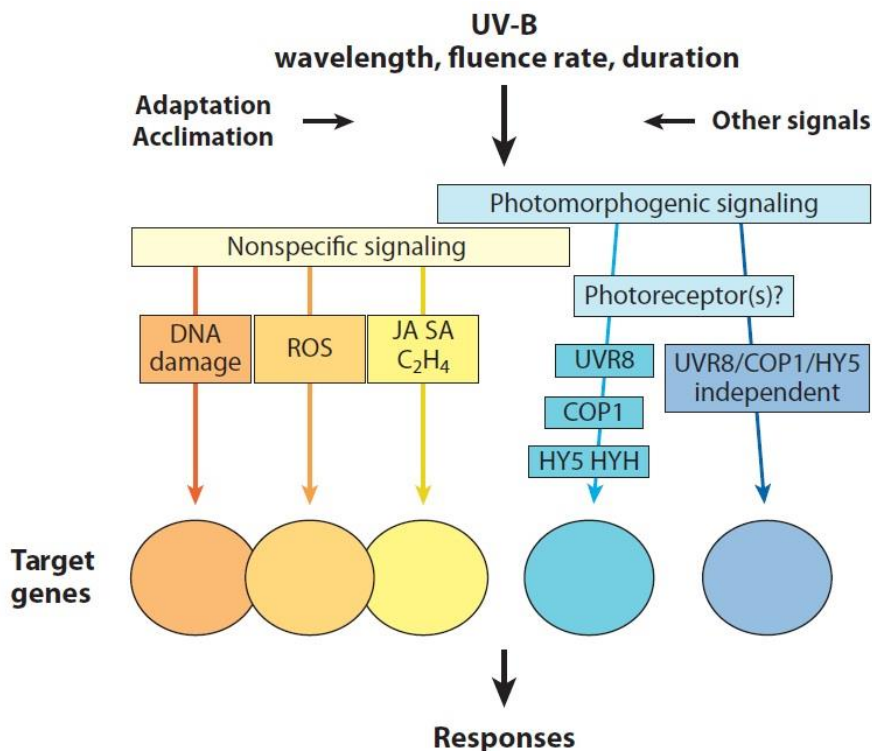 UV-B
wavelength, fluence rate, duration
Adaptation
Acclimation
Other signals
Photomorphogenic signaling
Nonspecific signaling
Photoreceptor(s)?
DNA
damage
ROS
JA SA
C₂H₄
UVR8
UVR8/COP1/HY5
independent
COP1
HY5 HYH
Target
genes
Responses